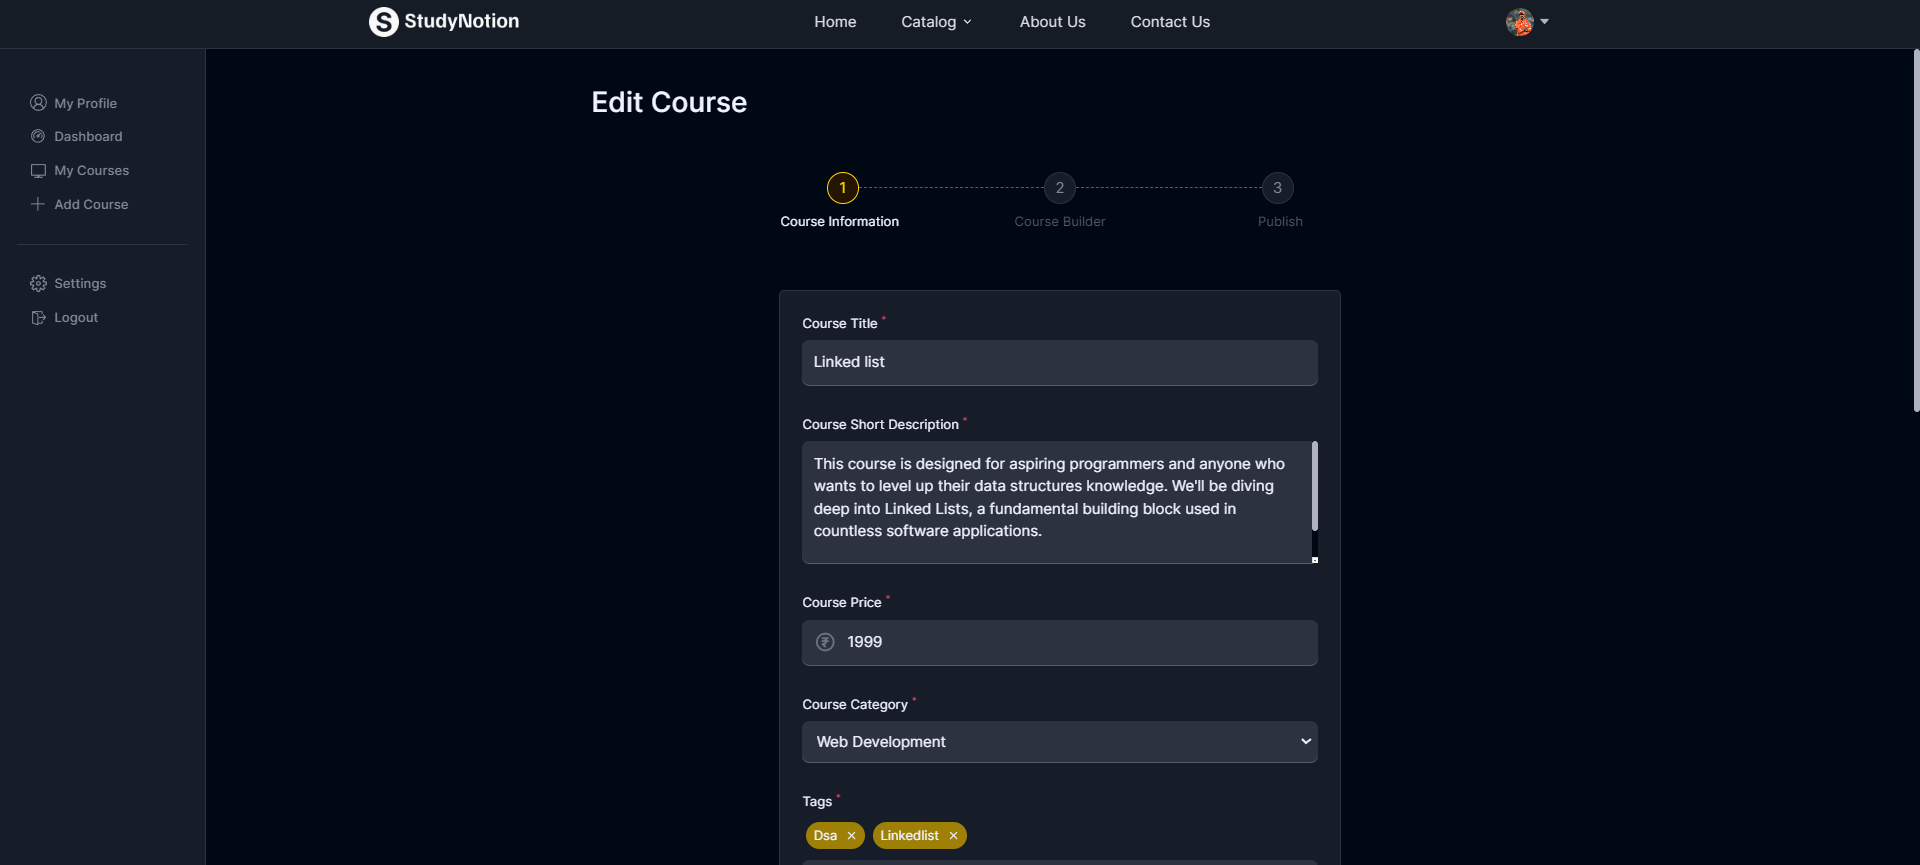 StudyNotion
Home
Catalog
About Us
Contact Us
My Profile
Dashboard
My Courses
Add Course
Settings
Logout
Edit Course
1
2
3
Course Information
Course Builder
Publish
Course Title *
Linked list
Course Short Description *
This course is designed for aspiring programmers and anyone who
wants to level up their data structures knowledge. We'll be diving
deep into Linked Lists, a fundamental building block used in
countless software applications.
Course Price *
₹ 1999
Course Category *
Web Development
Tags *
Dsa ×
Linkedlist ×